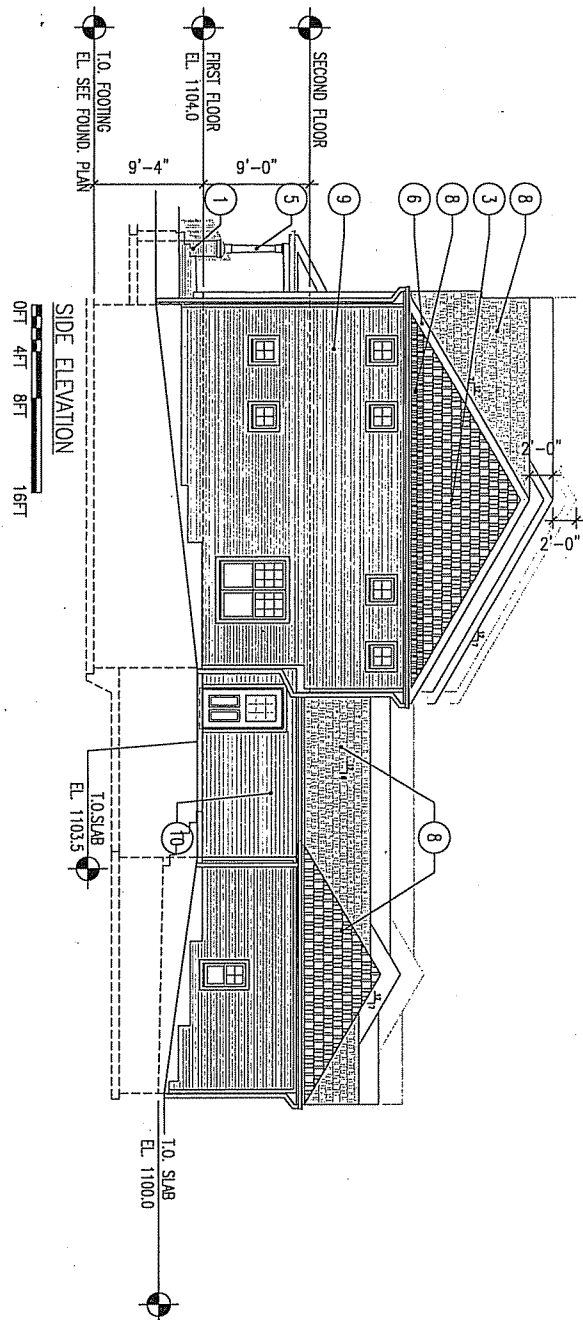 SECOND FLOOR
FIRST FLOOR
EL. 1104.0
T.O. FOOTING
EL. SEE FOUND. PLAN
9'-0"
9'-4"
8
3
8
6
9
5
1
2'-0"
2'-0"
8
10
T.O.SLAB
EL. 1103.5
T.O. SLAB
EL. 1100.0
SIDE ELEVATION
0FT 4FT 8FT 16FT